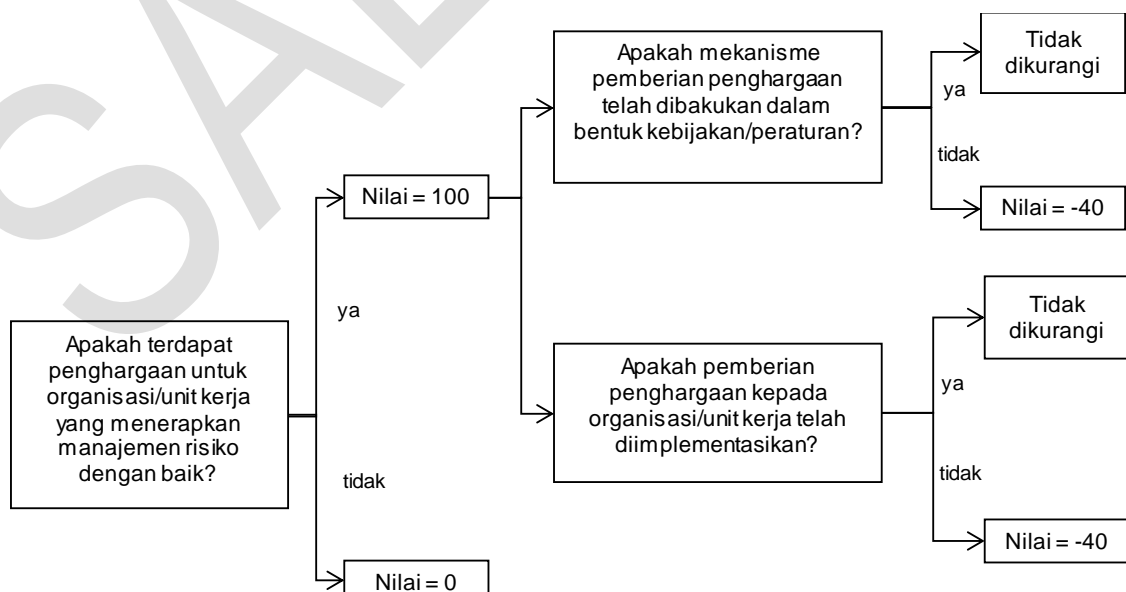 SAL
Apakah terdapat
penghargaan untuk
organisasi/unit kerja
yang menerapkan
manajemen risiko
dengan baik?
ya
tidak
Nilai = 100
Nilai = 0
Apakah mekanisme
pemberian penghargaan
telah dibakukan dalam
bentuk kebijakan/peraturan?
ya
tidak
Tidak
dikurangi
Nilai = -40
Apakah pemberian
penghargaan kepada
organisasi/unit kerja telah
diimplementasikan?
ya
tidak
Tidak
dikurangi
Nilai = -40